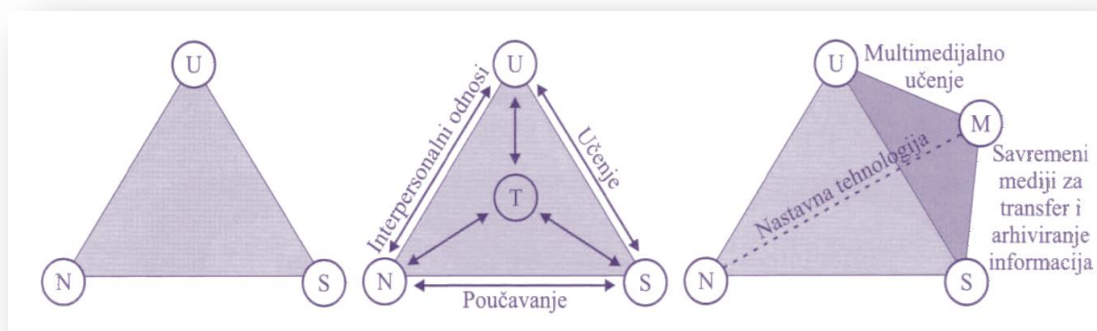 U
N
S
U
Interpersonalni odnosi
Učenje
T
N
S
Poučavanje
U
Multimedijalno
učenje
M
Nastavna tehnologija
Savremeni
mediji za
transfer i
arhiviranje
informacija
N
S